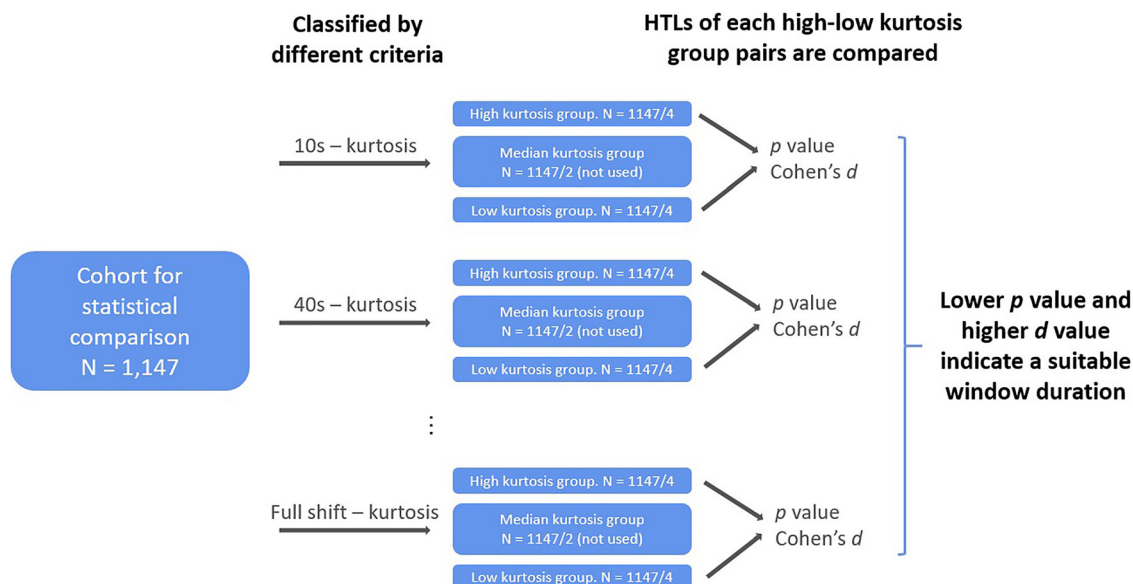 Classified by
different criteria
HTLs of each high-low kurtosis
group pairs are compared
Cohort for
statistical
comparison
N = 1,147
10s – kurtosis
High kurtosis group. N = 1147/4
Median kurtosis group
N = 1147/2 (not used)
Low kurtosis group. N = 1147/4
p value
Cohen's d
40s – kurtosis
High kurtosis group. N = 1147/4
Median kurtosis group
N = 1147/2 (not used)
Low kurtosis group. N = 1147/4
p value
Cohen's d
⋮
Full shift – kurtosis
High kurtosis group. N = 1147/4
Median kurtosis group
N = 1147/2 (not used)
Low kurtosis group. N = 1147/4
p value
Cohen's d
Lower p value and
higher d value
indicate a suitable
window duration